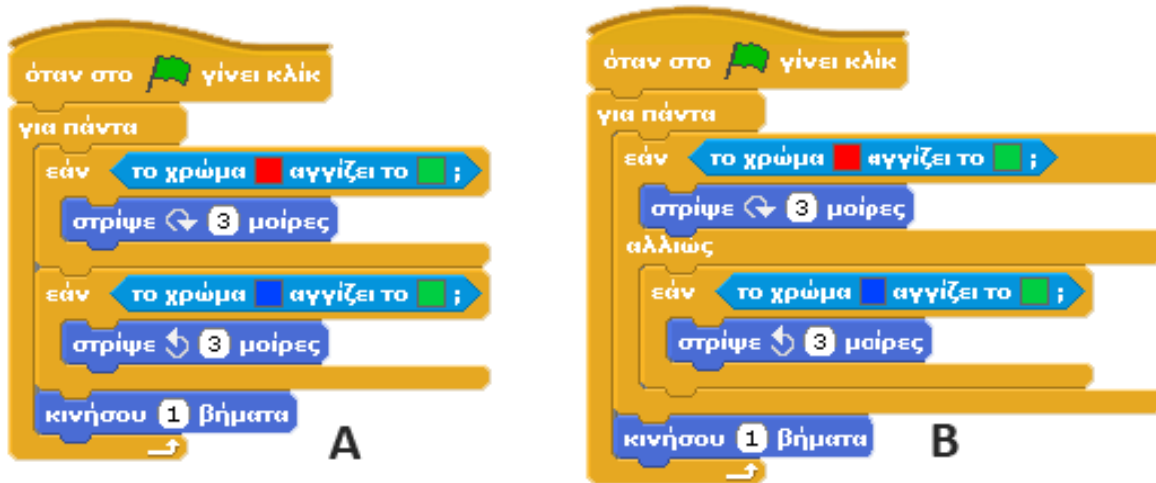 όταν στο γίνει κλίκ
για πάντα
εάν το χρώμα αγγίζει το ;
στρίψε 3 μοίρες
εάν το χρώμα αγγίζει το ;
στρίψε 3 μοίρες
κινήσου 1 βήματα
A
όταν στο γίνει κλίκ
για πάντα
εάν το χρώμα αγγίζει το ;
στρίψε 3 μοίρες
αλλιώς
εάν το χρώμα αγγίζει το ;
στρίψε 3 μοίρες
κινήσου 1 βήματα
B